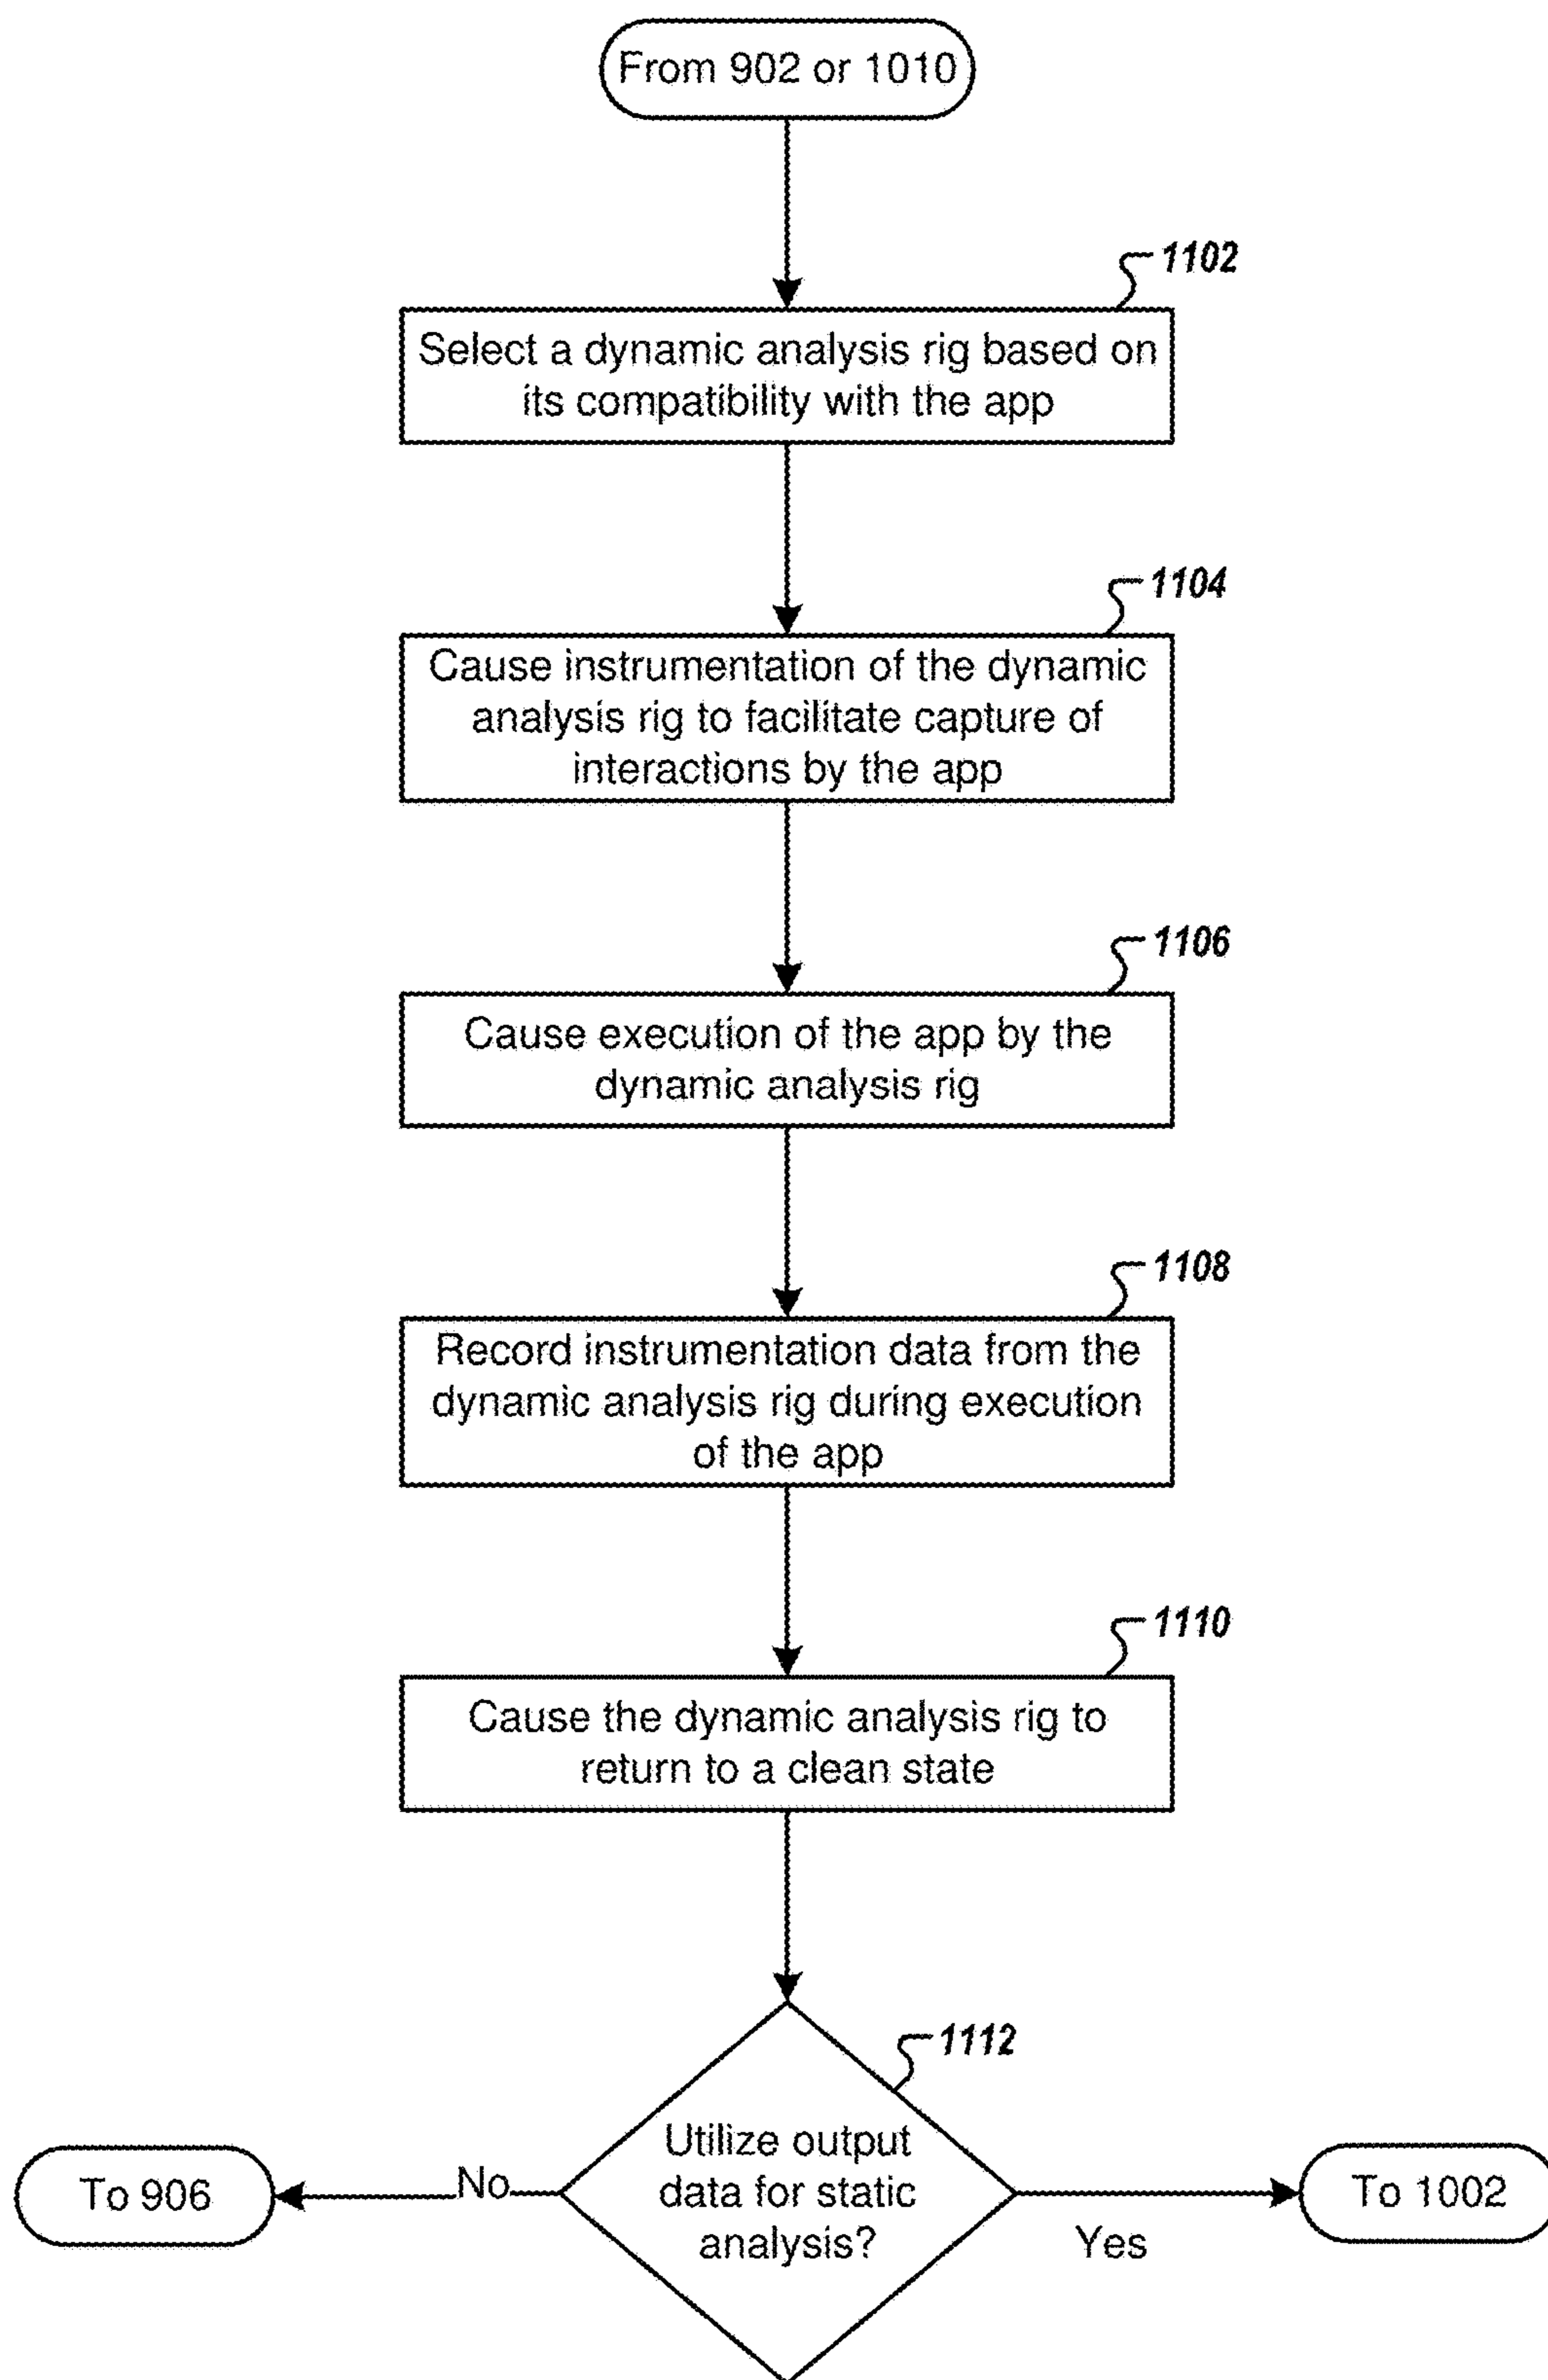 From 902 or 1010
1102
Select a dynamic analysis rig based on
its compatibility with the app
1104
Cause instrumentation of the dynamic
analysis rig to facilitate capture of
interactions by the app
1106
Cause execution of the app by the
dynamic analysis rig
1108
Record instrumentation data from the
dynamic analysis rig during execution
of the app
1110
Cause the dynamic analysis rig to
return to a clean state
1112
Utilize output
data for static
analysis?
No
To 906
Yes
To 1002